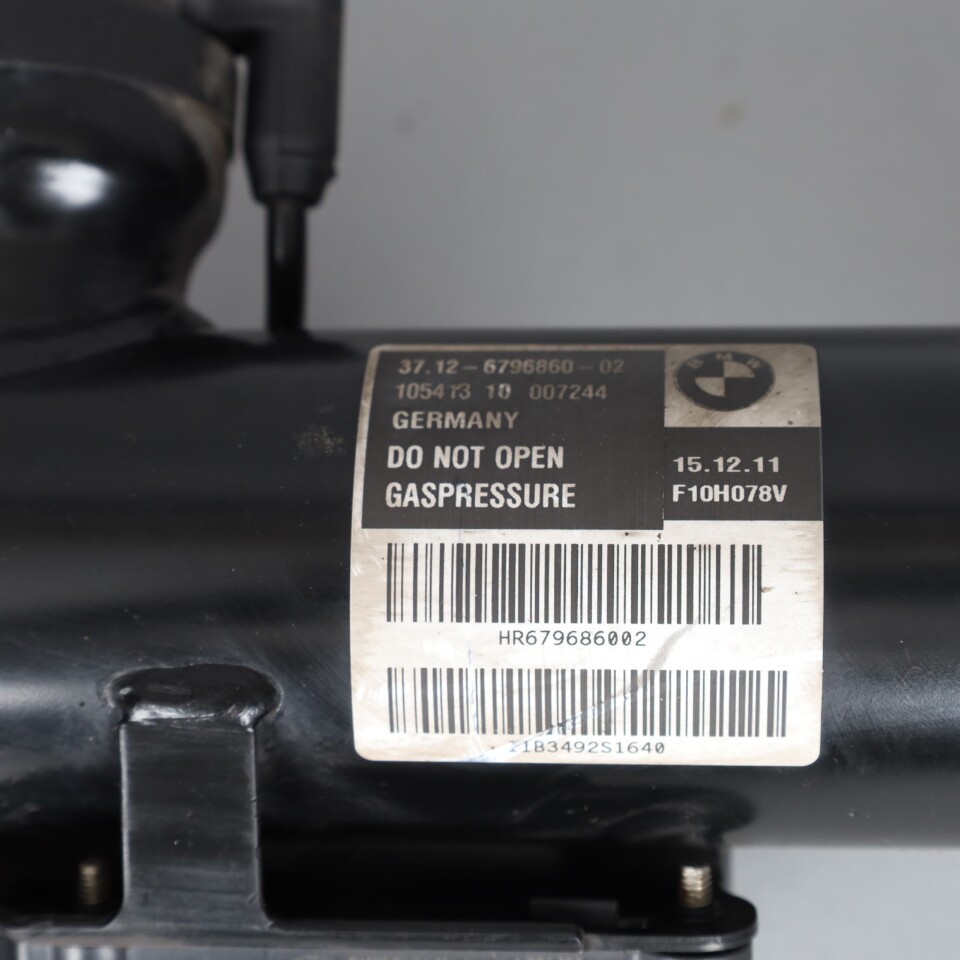 37.12-6796860-02
BMW
105413 10 007244
GERMANY
DO NOT OPEN
15.12.11
GASPRESSURE
F10H078V
HR679686002
11B3492S1640